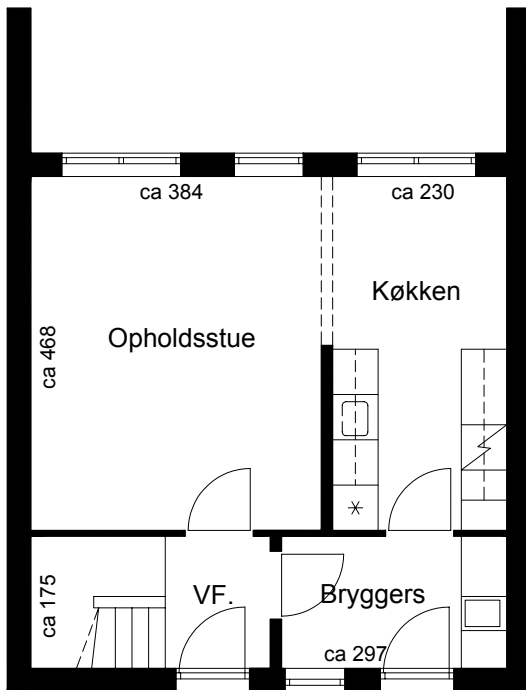 ca 384
ca 230
Køkken
Opholdsstue
ca 468
ca 175
VF.
Bryggers
ca 297